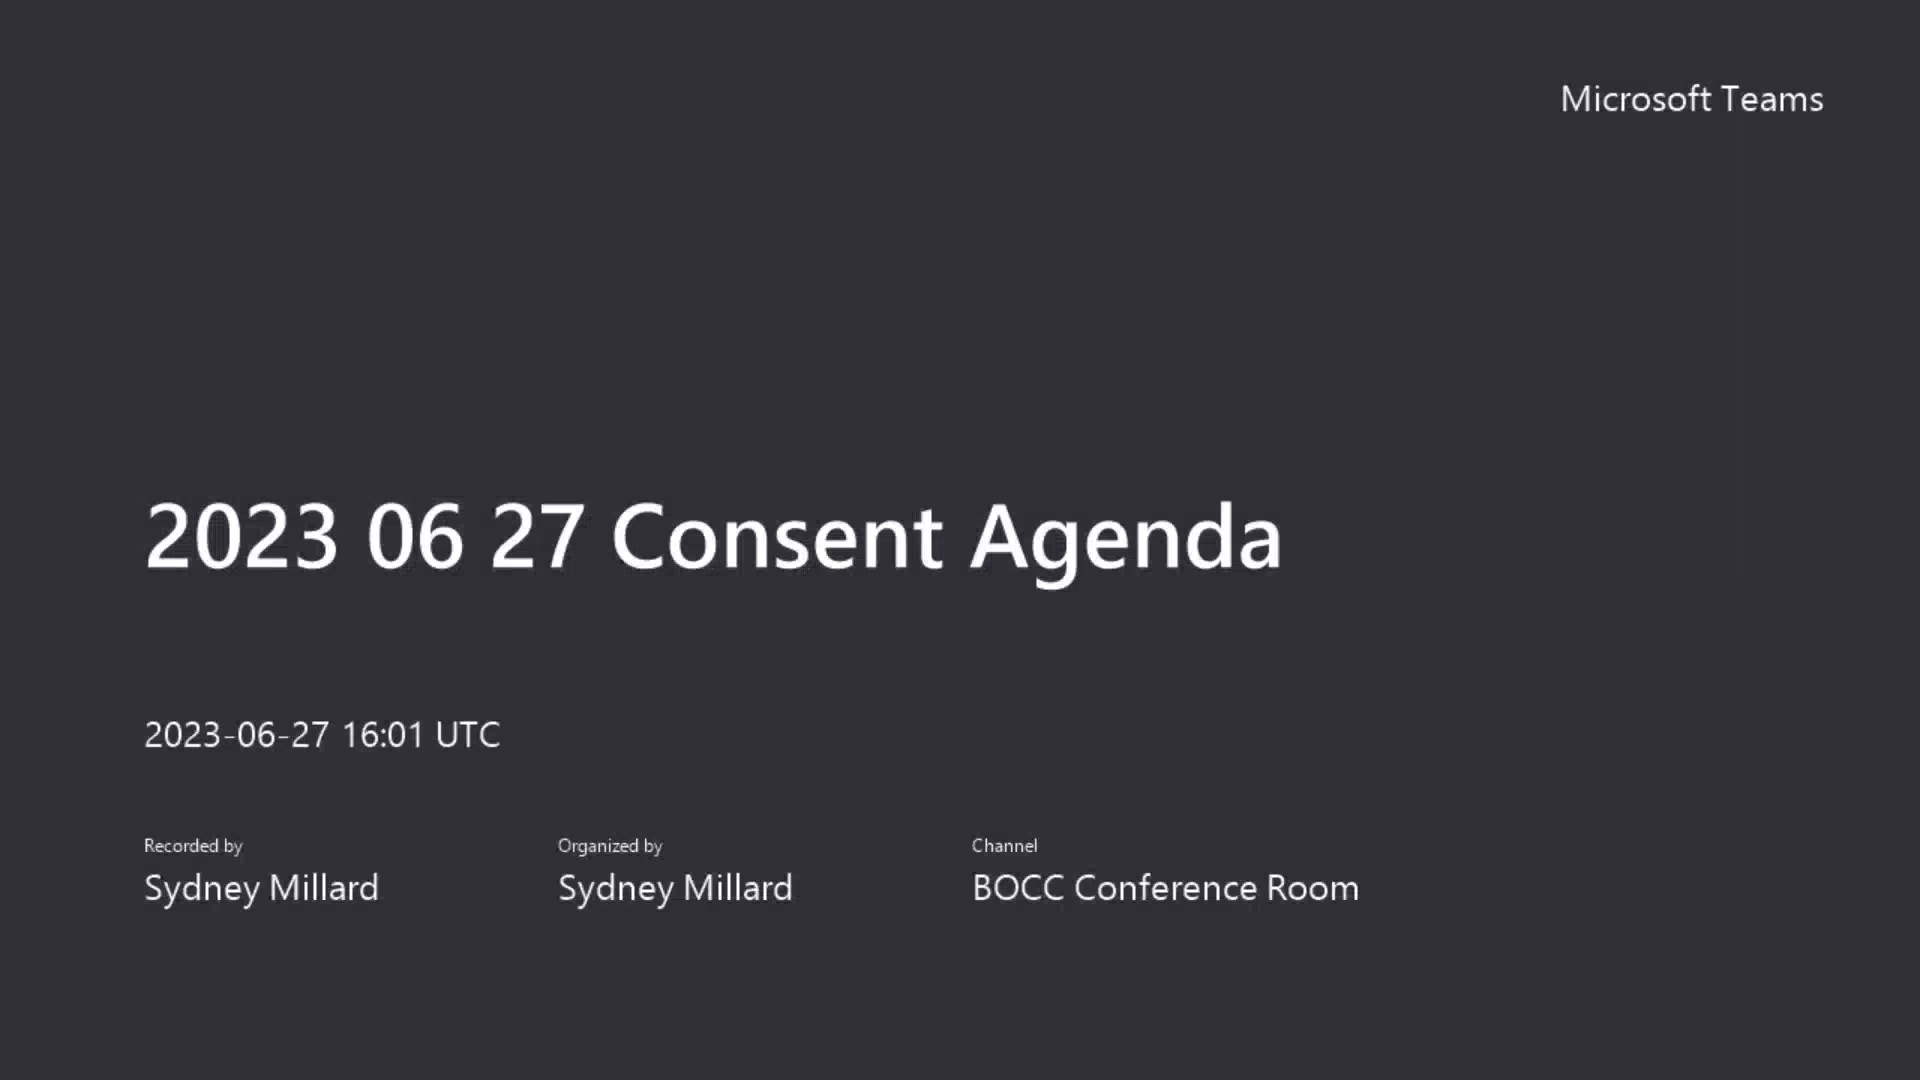 Microsoft Teams
2023 06 27 Consent Agenda
2023-06-27 16:01 UTC
Recorded by
Sydney Millard
Organized by
Sydney Millard
Channel
BOCC Conference Room